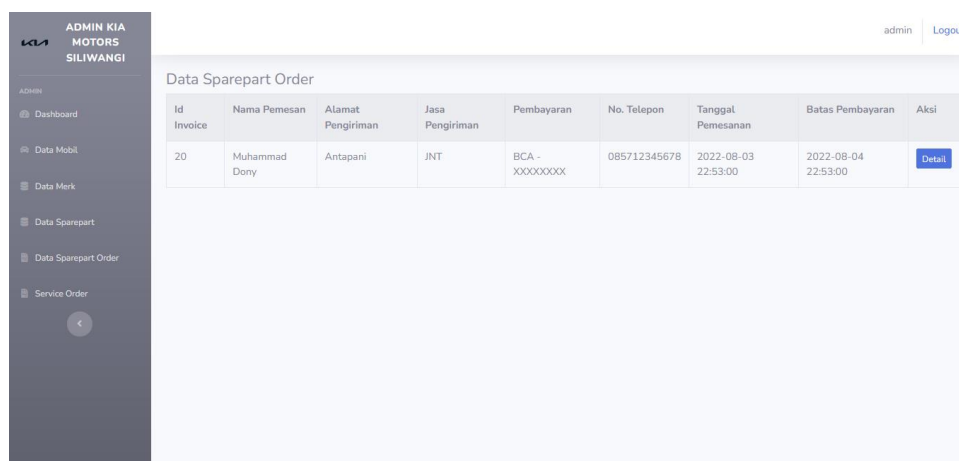 KIA
ADMIN KIA
MOTORS
SILIWANGI
admin
Logou
ADMIN
Dashboard
Data Mobil
Data Merk
Data Sparepart
Data Sparepart Order
Service Order
Data Sparepart Order
Id Invoice Nama Pemesan Alamat Pengiriman Jasa Pengiriman Pembayaran No. Telepon Tanggal Pemesanan Batas Pembayaran Aksi
20 Muhammad Dony Antapani JNT BCA - XXXXXXXX 085712345678 2022-08-03 22:53:00 2022-08-04 22:53:00 Detail